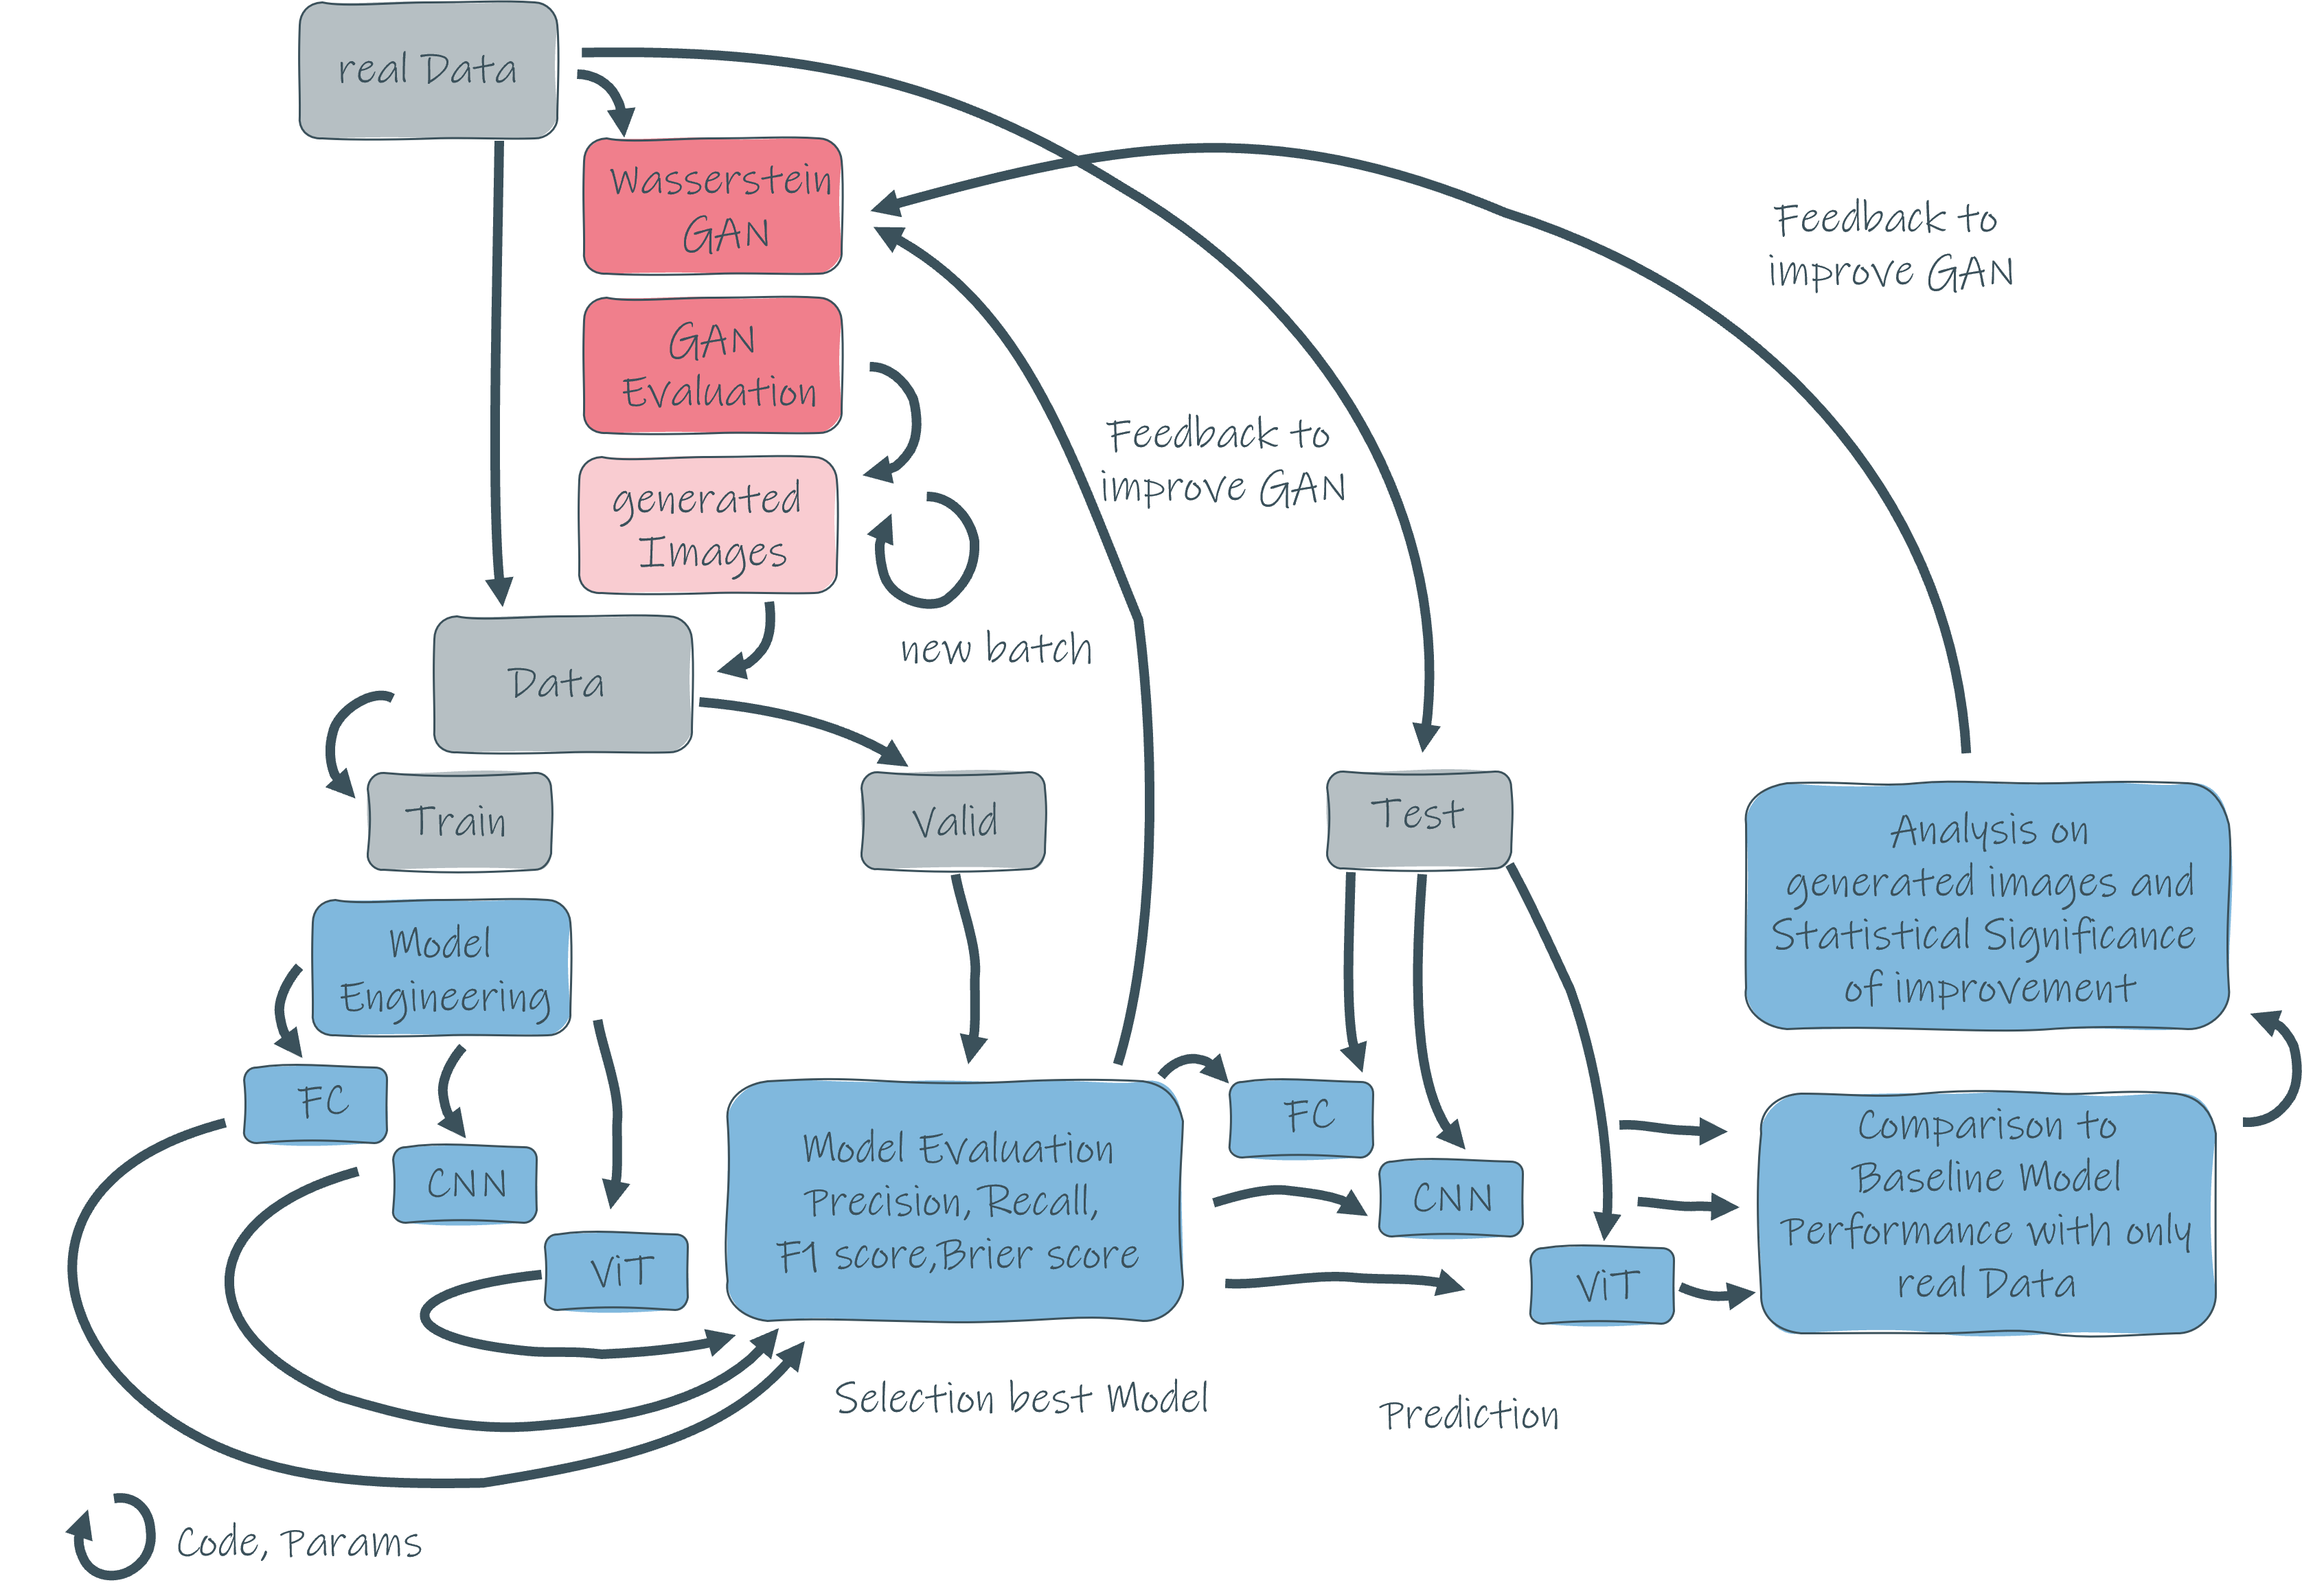 real Data
Wasserstein
GAN
Feedback to
improve GAN
GAN
Evaluation
Feedback to
improve GAN
generated
Images
new batch
Data
Train
Valid
Test
Analysis on
generated images and
Statistical Significance
of improvement
Model
Engineering
FC
CNN
ViT
Model Evaluation
Precision, Recall,
F1 score,Brier score
FC
CNN
ViT
Comparison to
Baseline Model
Performance with only
real Data
Selection best Model
Prediction
Code, Params